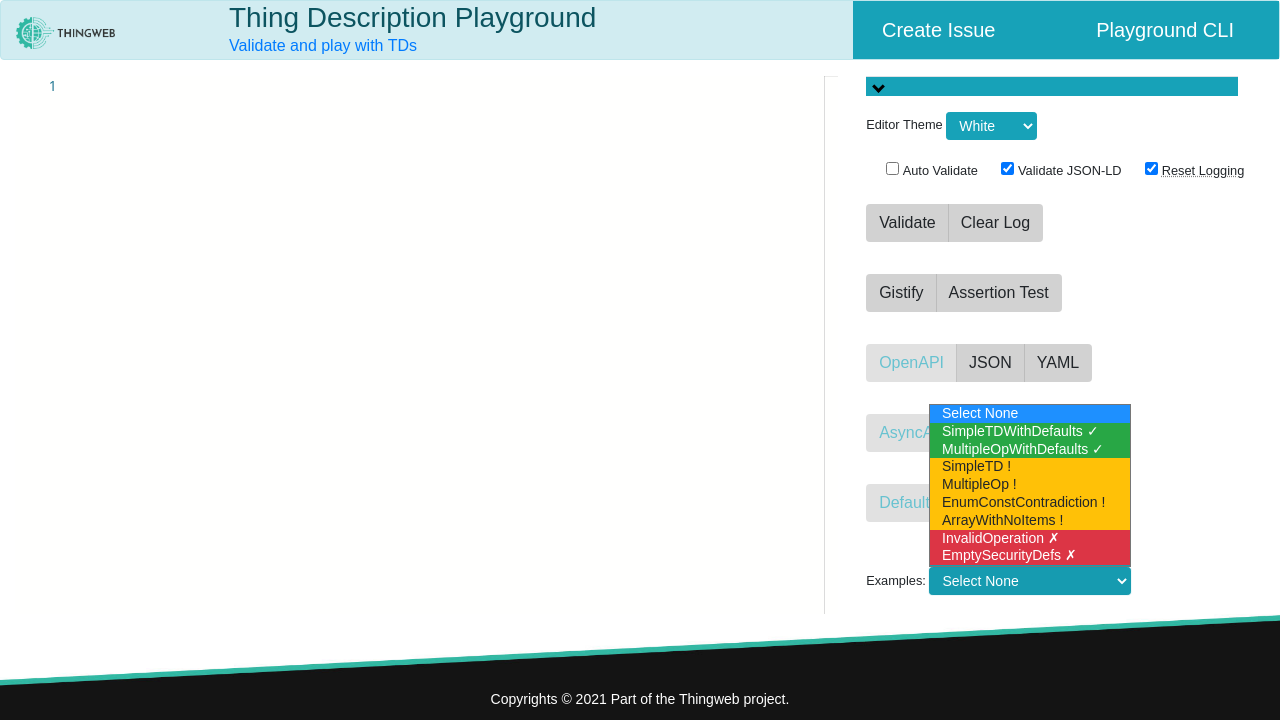 THINGWEB
Thing Description Playground
Validate and play with TDs
Create Issue
Playground CLI
1
Editor Theme White
Auto Validate Validate JSON-LD Reset Logging
Validate Clear Log
Gistify Assertion Test
OpenAPI JSON YAML
Select None
SimpleTDWithDefaults ✓
AsyncA
MultipleOpWithDefaults ✓
SimpleTD !
MultipleOp !
EnumConstContradiction !
Default
ArrayWithNoItems !
InvalidOperation ✗
EmptySecurityDefs ✗
Examples: Select None
Copyrights © 2021 Part of the Thingweb project.